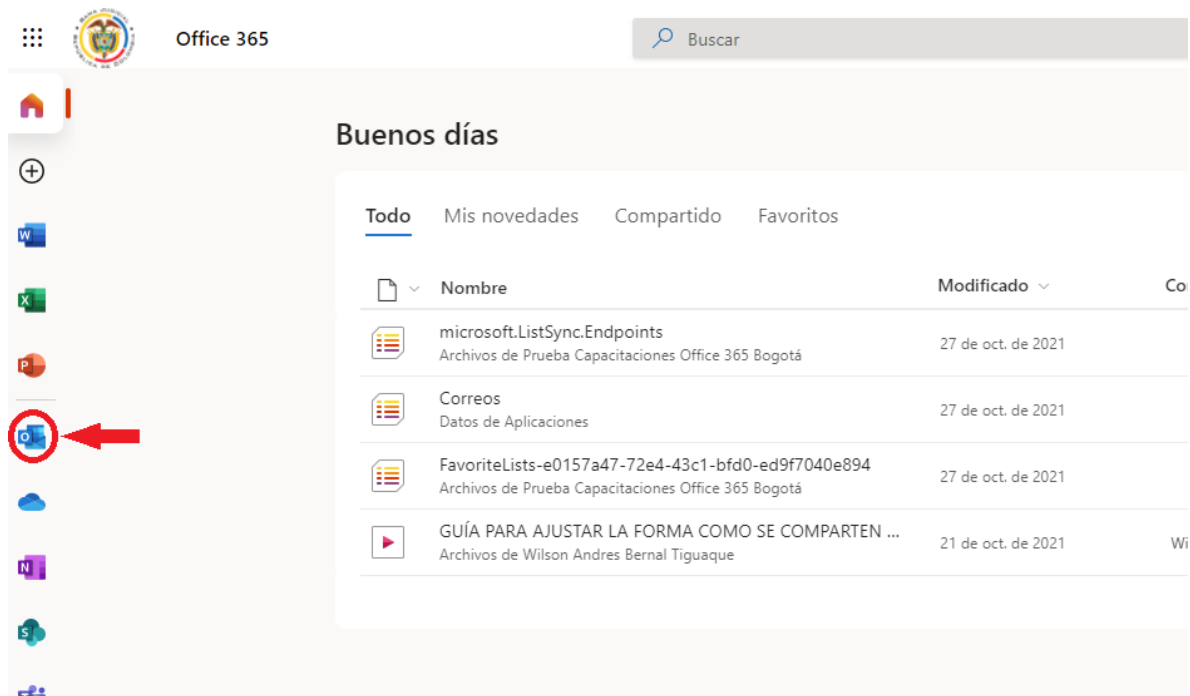 Office 365
Buscar
Buenos días
Todo Mis novedades Compartido Favoritos
Nombre Modificado
microsoft.ListSync.Endpoints
Archivos de Prueba Capacitaciones Office 365 Bogotá
27 de oct. de 2021
Correos
Datos de Aplicaciones
27 de oct. de 2021
FavoriteLists-e0157a47-72e4-43c1-bfd0-ed9f7040e894
Archivos de Prueba Capacitaciones Office 365 Bogotá
27 de oct. de 2021
GUÍA PARA AJUSTAR LA FORMA COMO SE COMPARTEN ...
Archivos de Wilson Andres Bernal Tiguaque
21 de oct. de 2021